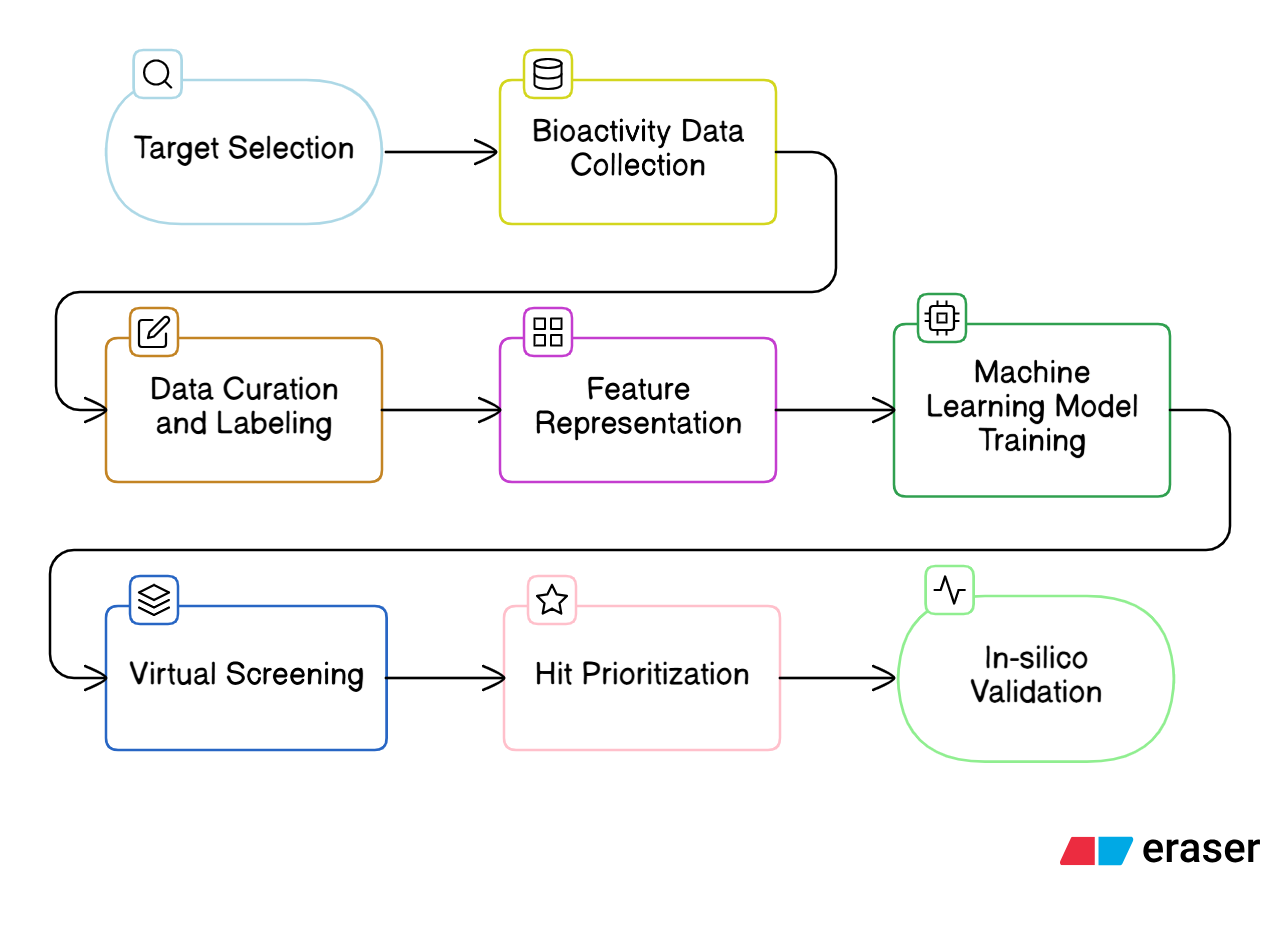 Target Selection
Bioactivity Data
Collection
Data Curation
and Labeling
Feature
Representation
Machine
Learning Model
Training
Virtual Screening
Hit Prioritization
In-silico
Validation
eraser